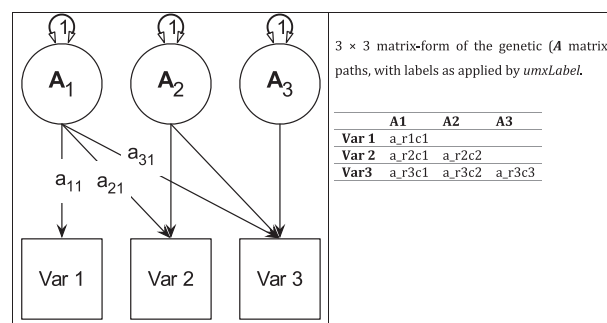 1 1 1
A1 A2 A3
a31
a11 a21
Var 1 Var 2 Var 3
3 × 3 matrix-form of the genetic (A matrix
paths, with labels as applied by umxLabel.
A1 A2 A3
Var 1 a_r1c1
Var 2 a_r2c1 a_r2c2
Var3 a_r3c1 a_r3c2 a_r3c3